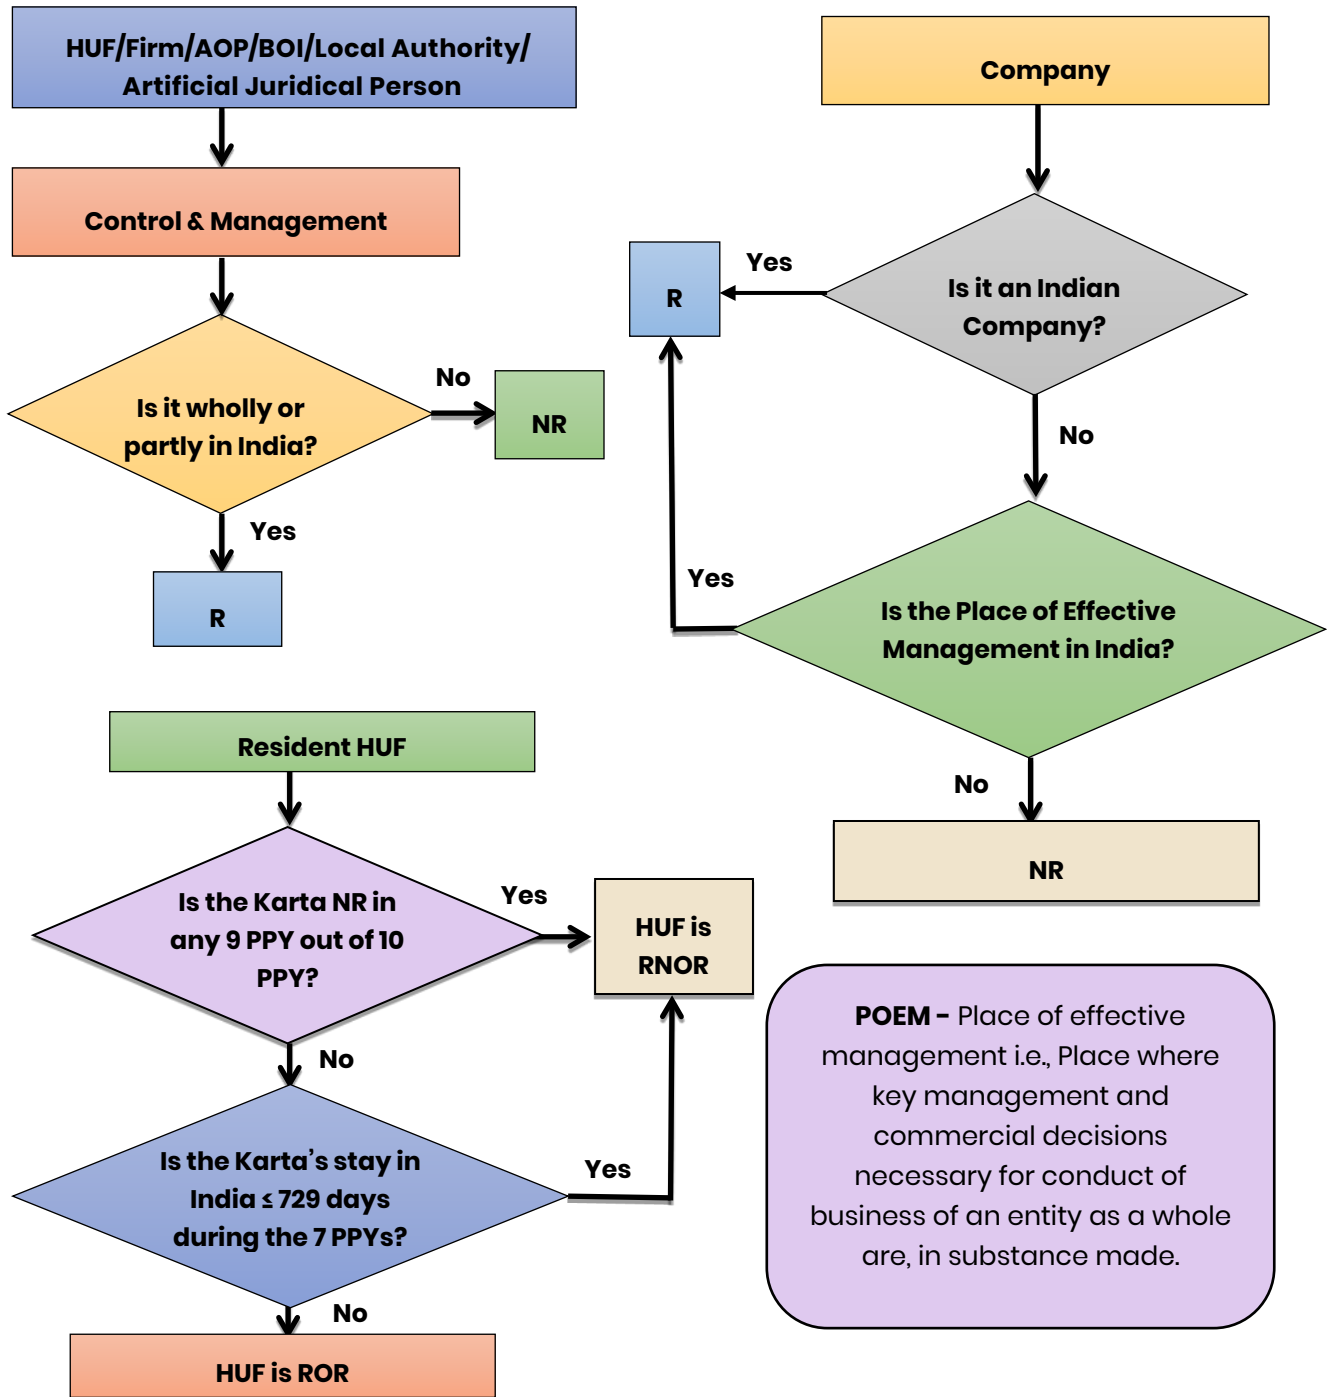 HUF/Firm/AOP/BOI/Local Authority/
Artificial Juridical Person
Control & Management
Is it wholly or
partly in India?
No
NR
Yes
R
Company
Is it an Indian
Company?
Yes
R
No
Is the Place of Effective
Management in India?
Yes
No
NR
Resident HUF
Is the Karta NR in
any 9 PPY out of 10
PPY?
Yes
HUF is
RNOR
No
Is the Karta's stay in
India ≤ 729 days
during the 7 PPYs?
Yes
No
HUF is ROR
POEM - Place of effective
management i.e., Place where
key management and
commercial decisions
necessary for conduct of
business of an entity as a whole
are, in substance made.